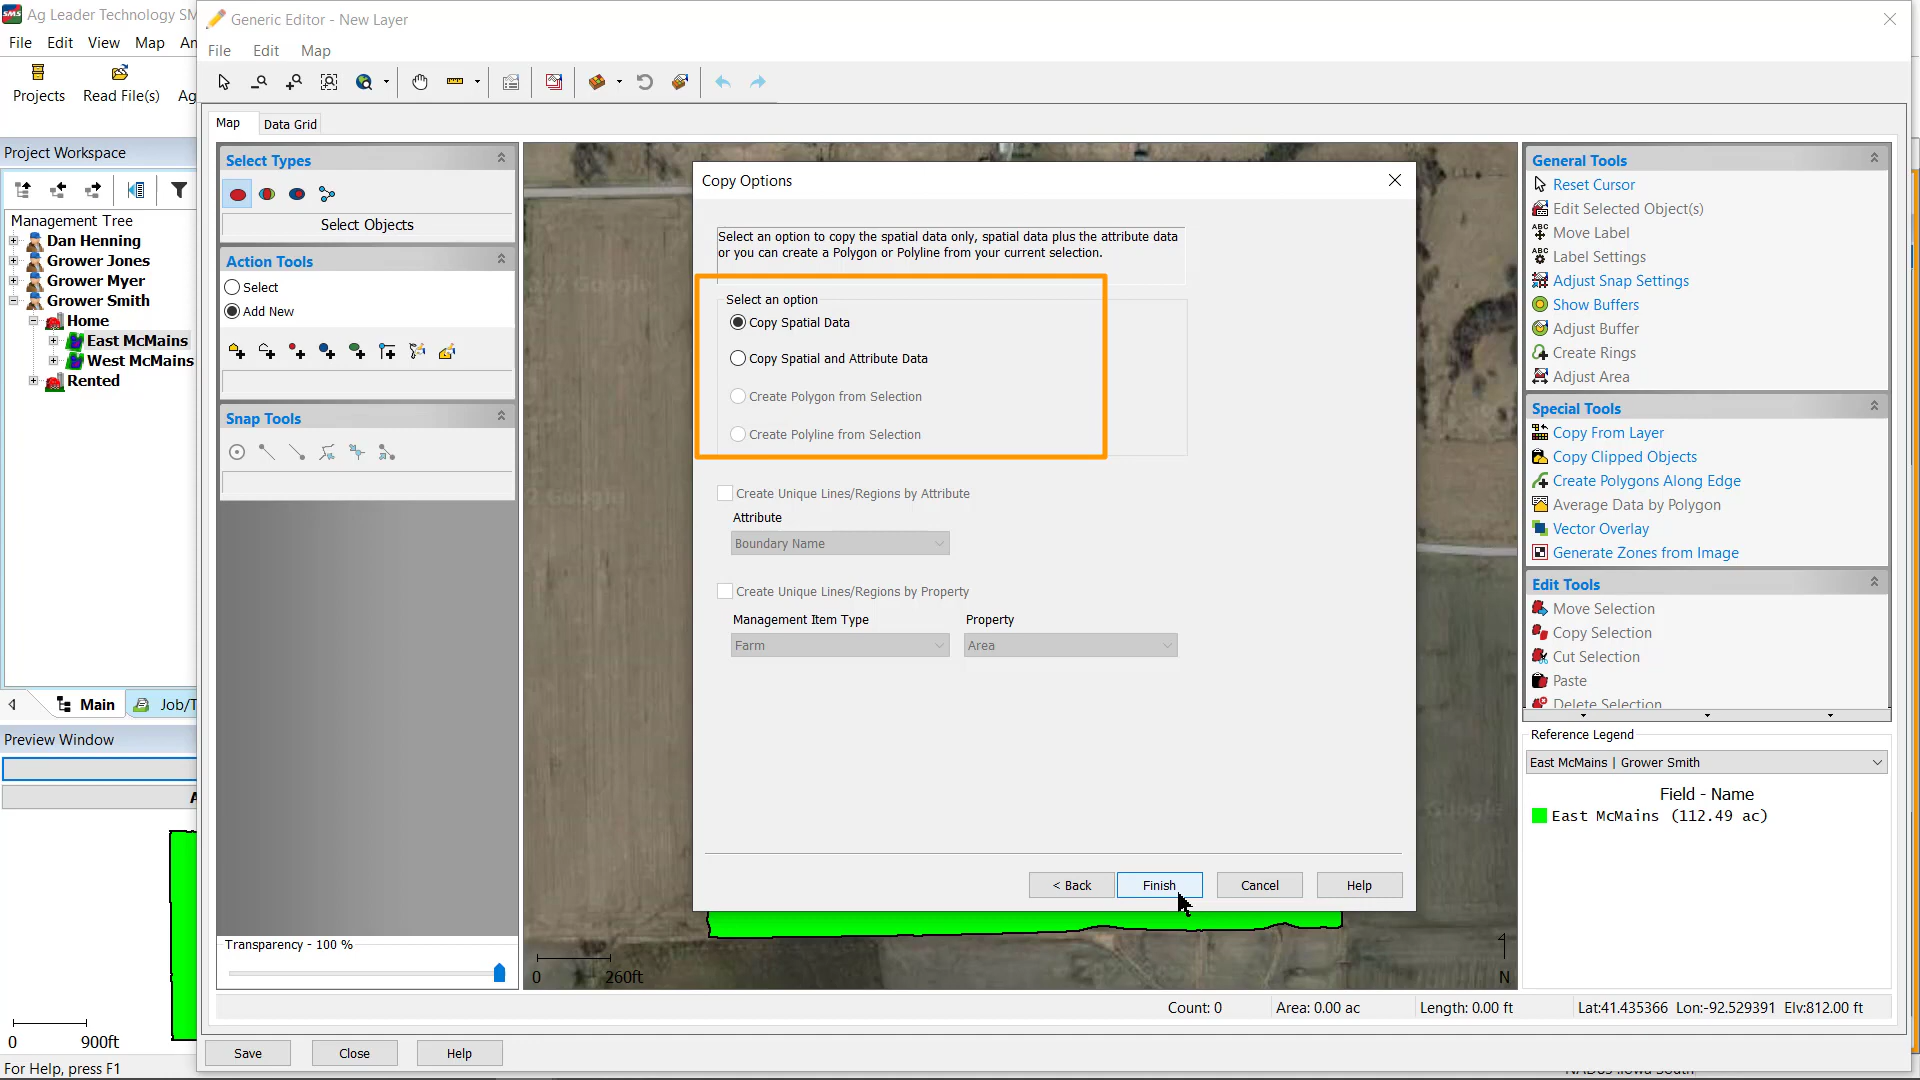 Ag Leader Technology SM
Generic Editor - New Layer
File Edit View Map An
File Edit Map
Projects Read File(s) Ag
Map Data Grid
Project Workspace
Management Tree
Dan Henning
Grower Jones
Grower Myer
Grower Smith
Home
East McMains
West McMains
Rented
Main Job/T
Preview Window
A
0 900ft
For Help, press F1
Select Types
Select Objects
Action Tools
Select
Add New
Snap Tools
Transparency - 100 %
Copy Options
Select an option to copy the spatial data only, spatial data plus the attribute data
or you can create a Polygon or Polyline from your current selection.
Select an option
Copy Spatial Data
Copy Spatial and Attribute Data
Create Polygon from Selection
Create Polyline from Selection
Create Unique Lines/Regions by Attribute
Attribute
Boundary Name
Create Unique Lines/Regions by Property
Management Item Type Property
Farm Area
< Back Finish Cancel Help
0 260ft
N
General Tools
Reset Cursor
Edit Selected Object(s)
Move Label
Label Settings
Adjust Snap Settings
Show Buffers
Adjust Buffer
Create Rings
Adjust Area
Special Tools
Copy From Layer
Copy Clipped Objects
Create Polygons Along Edge
Average Data by Polygon
Vector Overlay
Generate Zones from Image
Edit Tools
Move Selection
Copy Selection
Cut Selection
Paste
Delete Selection
Reference Legend
East McMains | Grower Smith
Field - Name
East McMains (112.49 ac)
Count: 0 Area: 0.00 ac Length: 0.00 ft Lat:41.435366 Lon:-92.529391 Elv:812.00 ft
Save Close Help